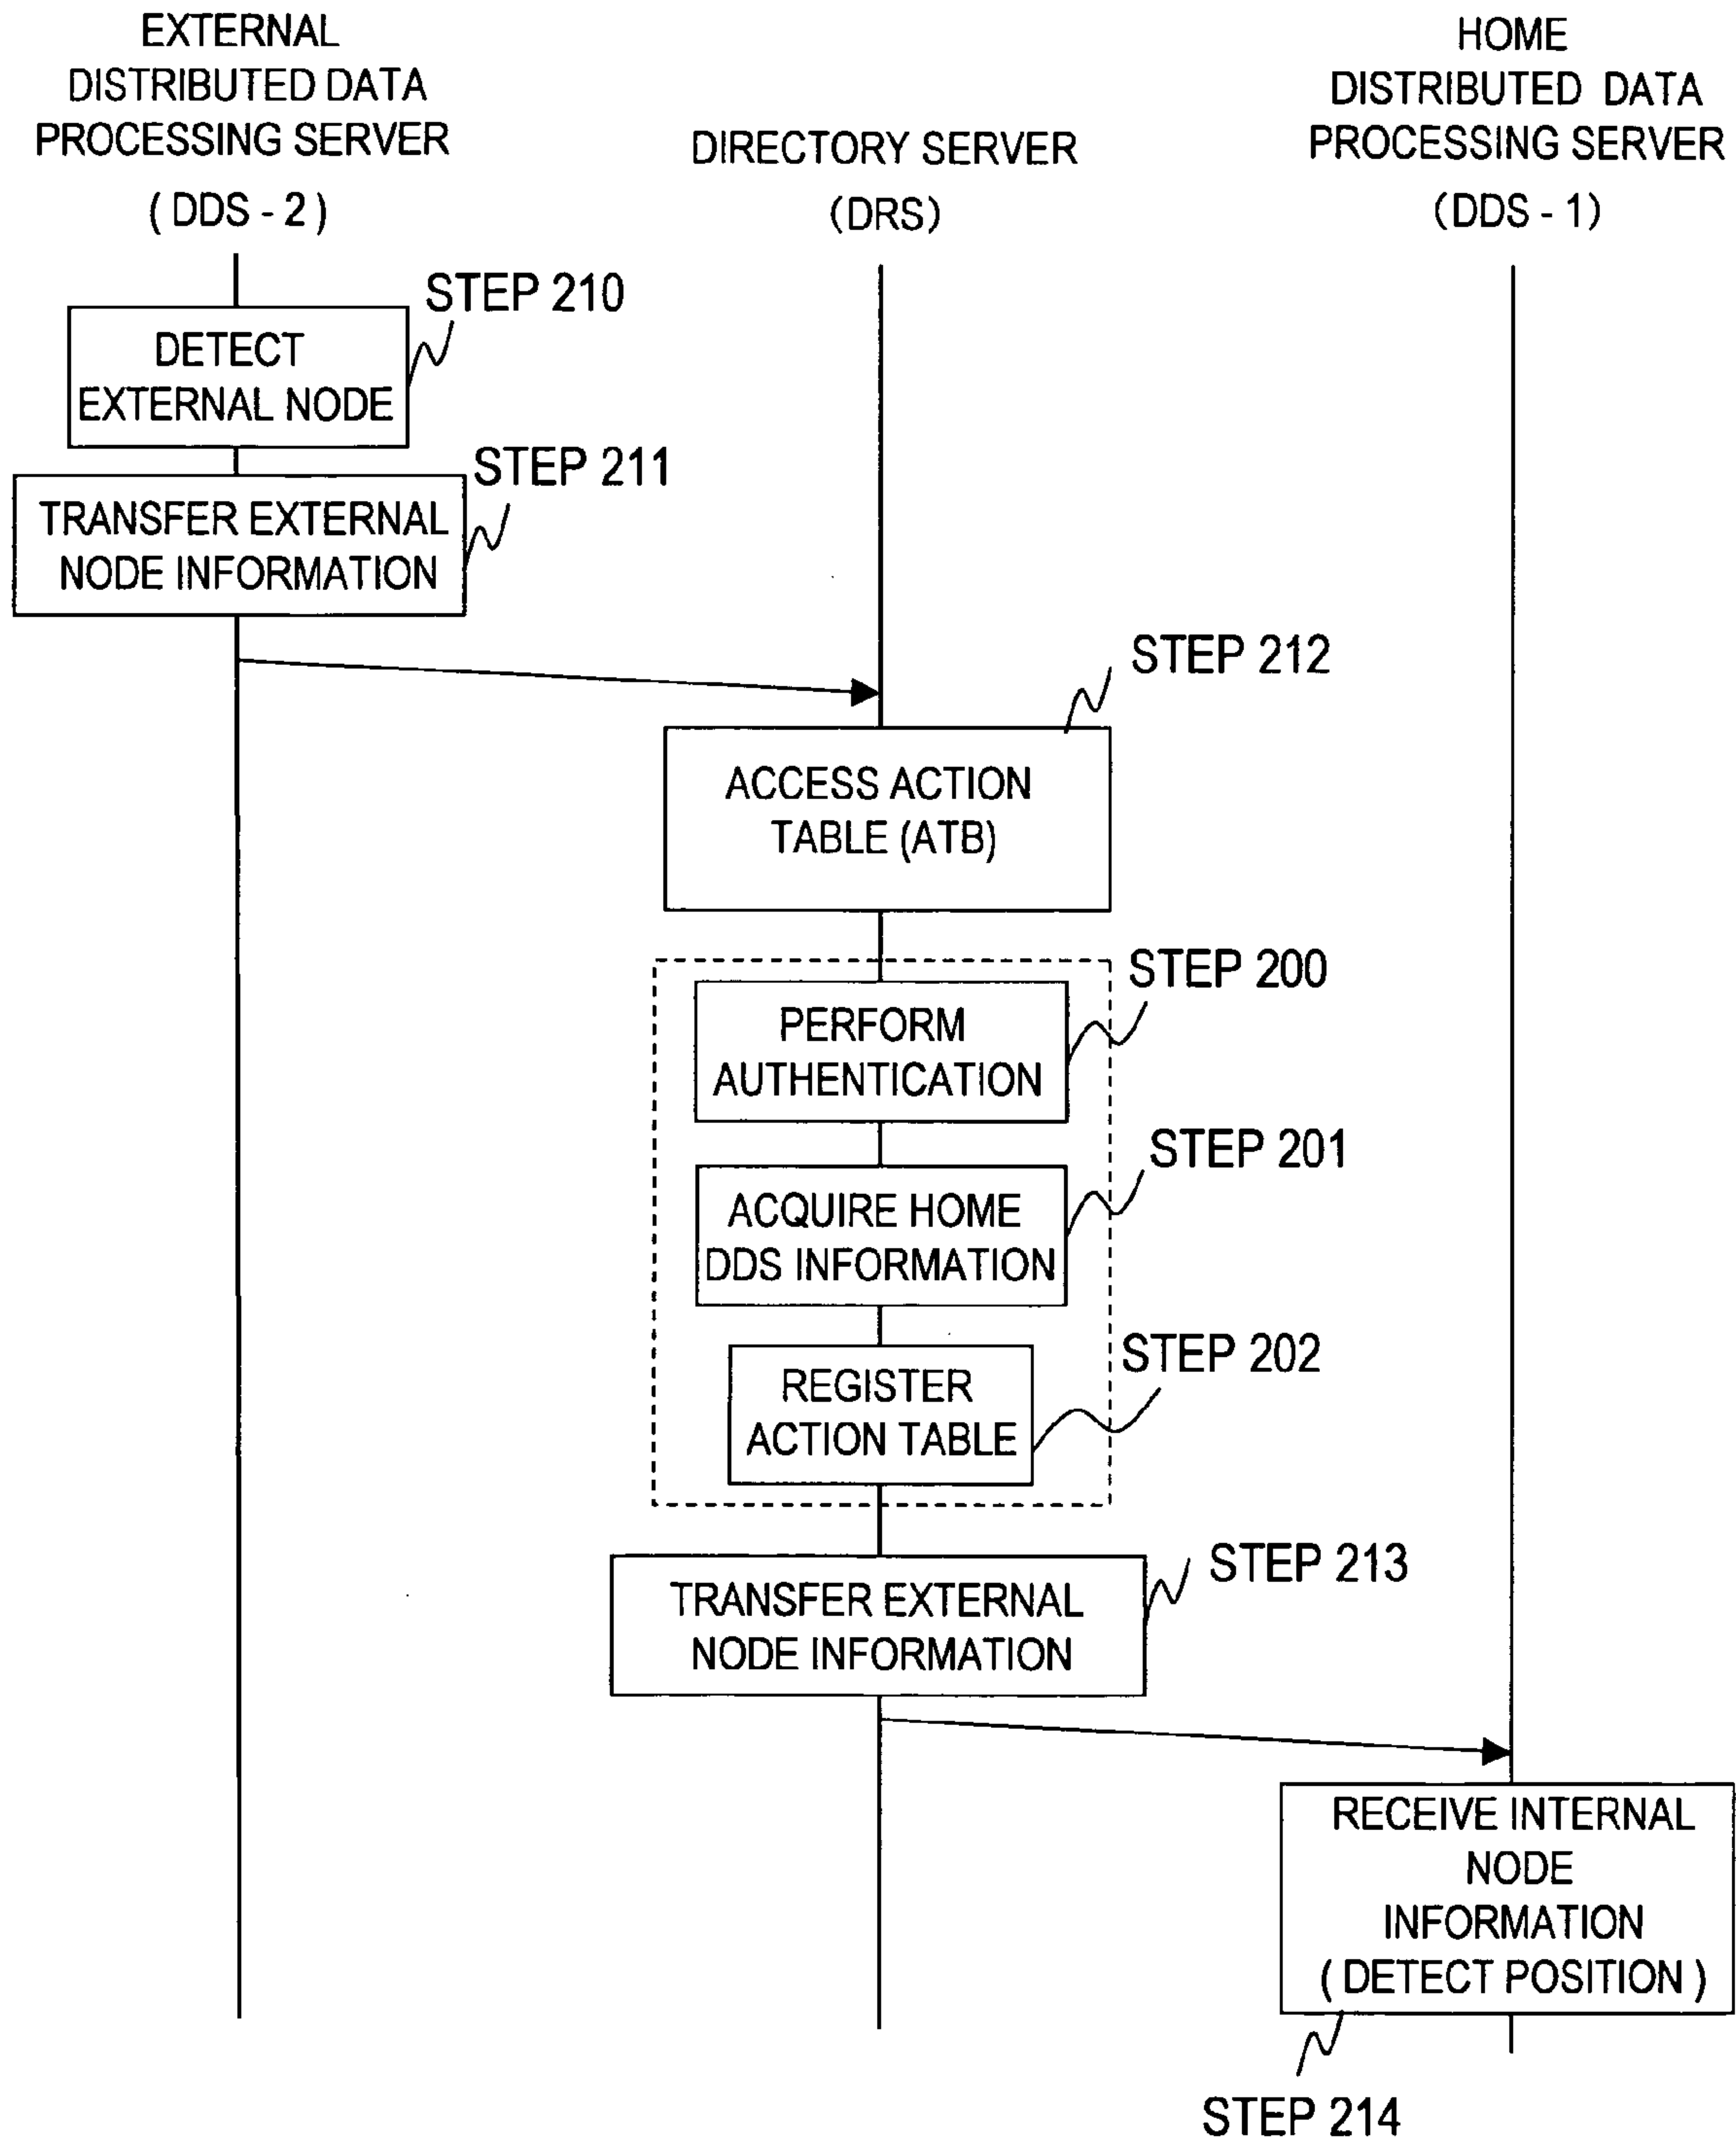 EXTERNAL
DISTRIBUTED DATA
PROCESSING SERVER
( DDS - 2 )
DIRECTORY SERVER
(DRS)
HOME
DISTRIBUTED DATA
PROCESSING SERVER
(DDS - 1)
STEP 210
DETECT
EXTERNAL NODE
STEP 211
TRANSFER EXTERNAL
NODE INFORMATION
STEP 212
ACCESS ACTION
TABLE (ATB)
STEP 200
PERFORM
AUTHENTICATION
STEP 201
ACQUIRE HOME
DDS INFORMATION
STEP 202
REGISTER
ACTION TABLE
STEP 213
TRANSFER EXTERNAL
NODE INFORMATION
RECEIVE INTERNAL
NODE
INFORMATION
( DETECT POSITION )
STEP 214